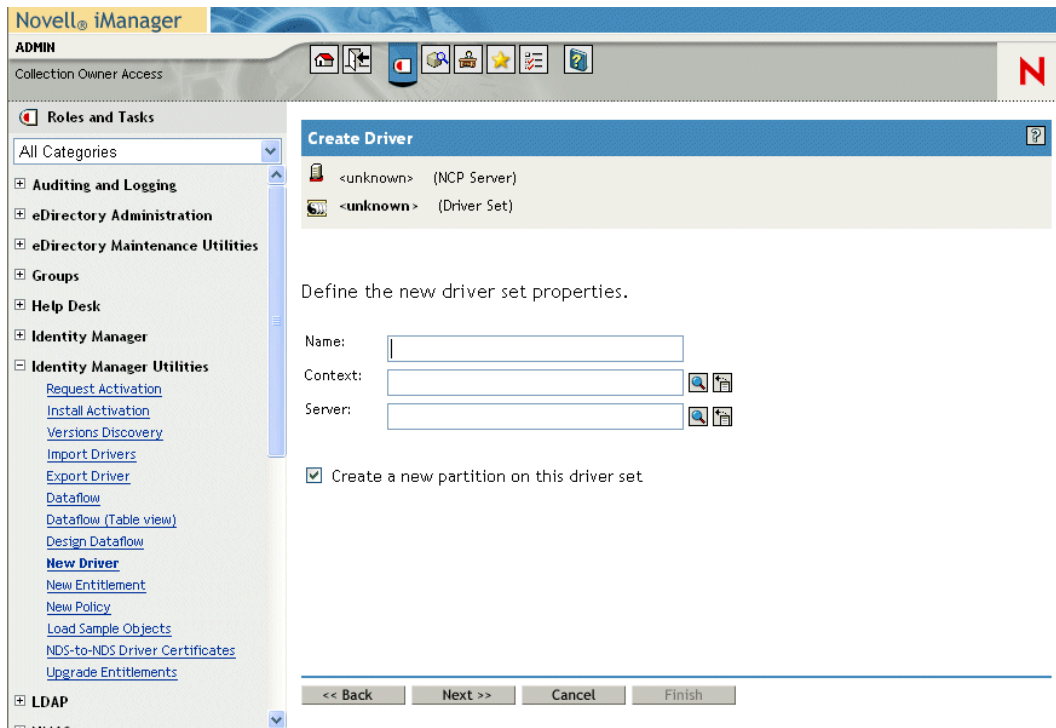 Novell® iManager
ADMIN
Collection Owner Access
N
Roles and Tasks
All Categories
Auditing and Logging
eDirectory Administration
eDirectory Maintenance Utilities
Groups
Help Desk
Identity Manager
Identity Manager Utilities
Request Activation
Install Activation
Versions Discovery
Import Drivers
Export Driver
Dataflow
Dataflow (Table view)
Design Dataflow
New Driver
New Entitlement
New Policy
Load Sample Objects
NDS-to-NDS Driver Certificates
Upgrade Entitlements
LDAP
Create Driver
?
<unknown> (NCP Server)
<unknown> (Driver Set)
Define the new driver set properties.
Name:
Context:
Server:
Create a new partition on this driver set
<< Back Next >> Cancel Finish